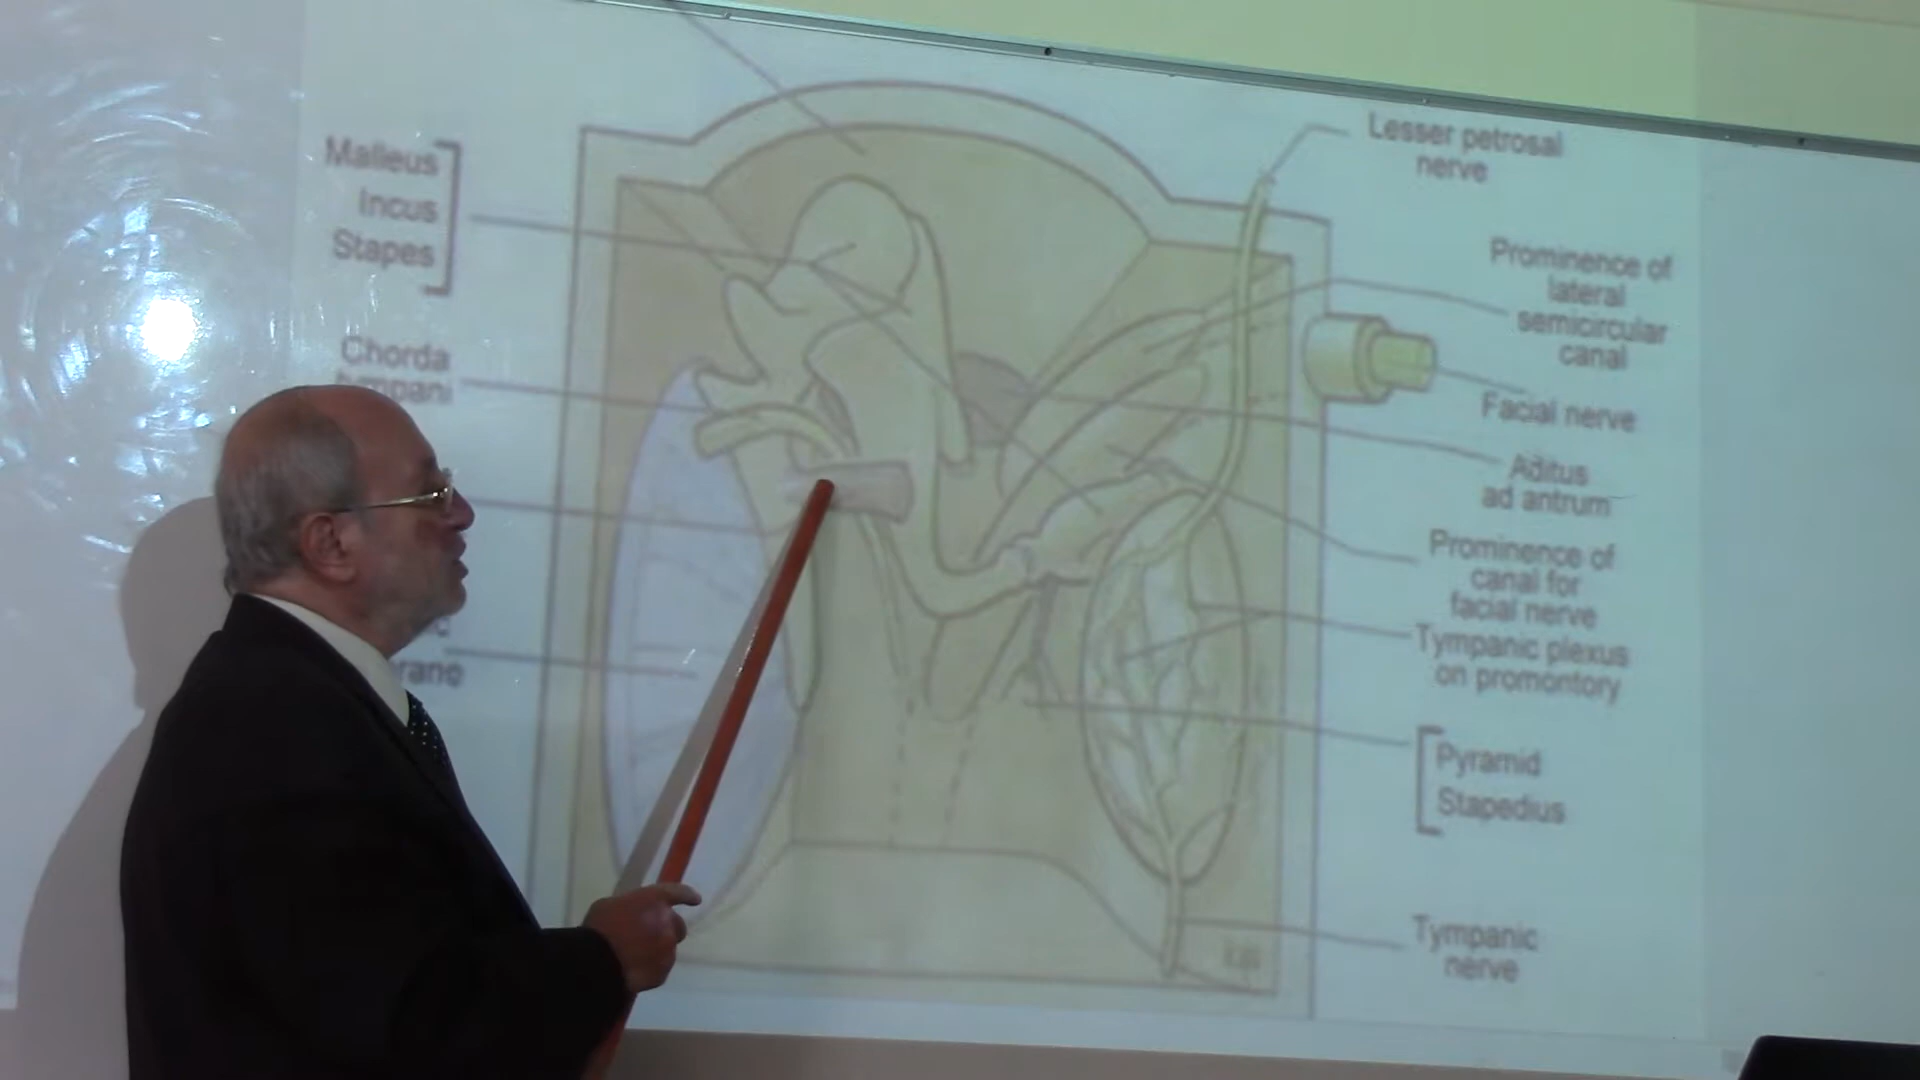 Malleus
Incus
Stapes
Chorda
tympani
Lesser petrosal
nerve
Prominence of
lateral
semicircular
canal
Facial nerve
Aditus
ad antrum
Prominence of
canal for
facial nerve
Tympanic plexus
on promontory
Pyramid
Stapedius
Tympanic
nerve